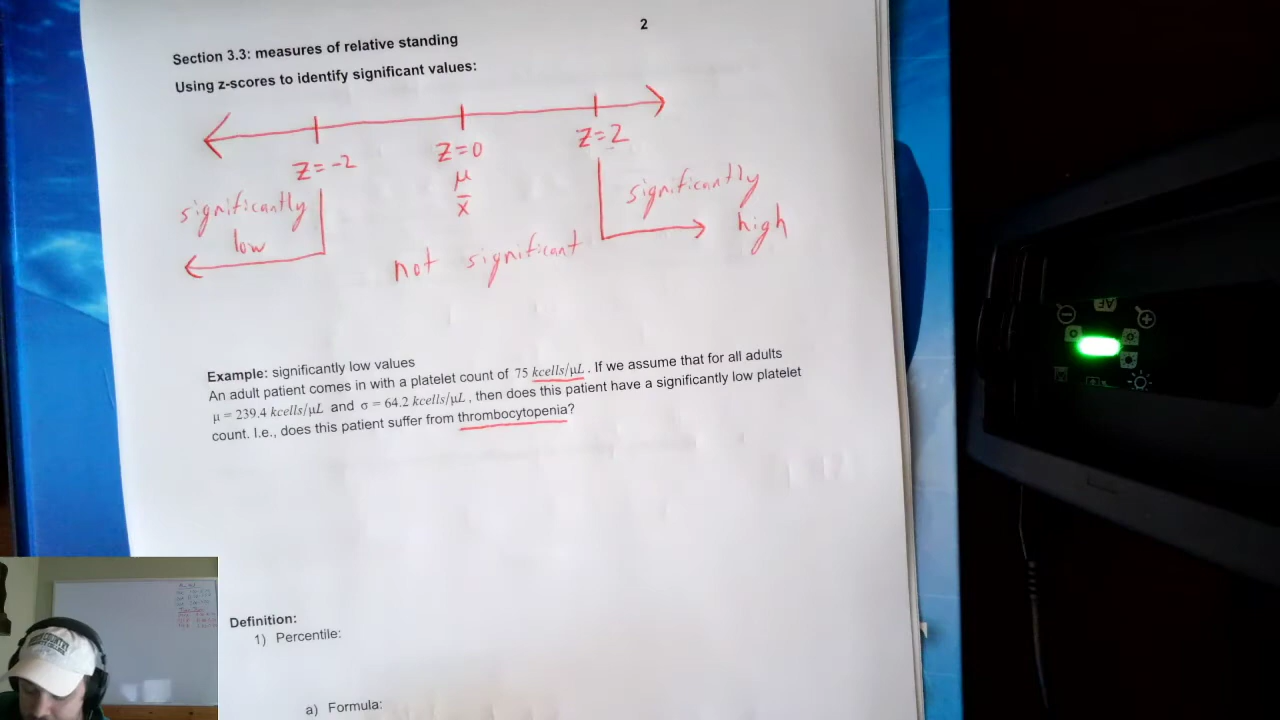 2
Section 3.3: measures of relative standing
Using z-scores to identify significant values:
z=-2 z=0 z=2
μ
x̄
significantly low
not significant
significantly high
Example: significantly low values
An adult patient comes in with a platelet count of 75 kcells/μL. If we assume that for all adults
μ = 239.4 kcells/μL and σ = 64.2 kcells/μL, then does this patient have a significantly low platelet
count. I.e., does this patient suffer from thrombocytopenia?
Definition:
1) Percentile:
a) Formula:
AF